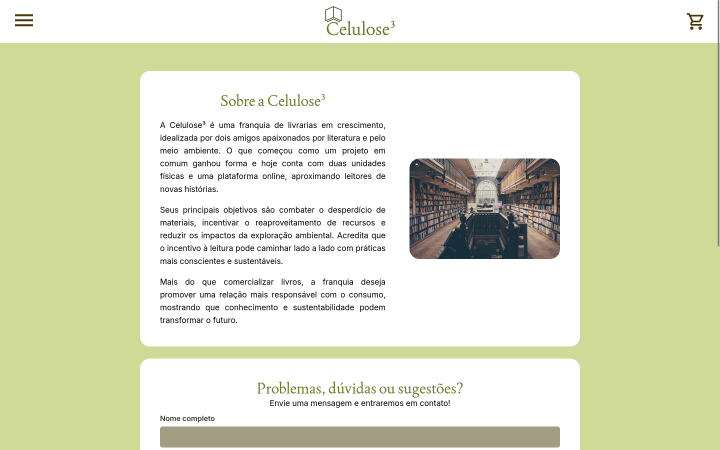 Celulose³
Sobre a Celulose³
A Celulose³ é uma franquia de livrarias em crescimento,
idealizada por dois amigos apaixonados por literatura e pelo
meio ambiente. O que começou como um projeto em
comum ganhou forma e hoje conta com duas unidades
físicas e uma plataforma online, aproximando leitores de
novas histórias.
Seus principais objetivos são combater o desperdício de
materiais, incentivar o reaproveitamento de recursos e
reduzir os impactos da exploração ambiental. Acredita que
o incentivo à leitura pode caminhar lado a lado com práticas
mais conscientes e sustentáveis.
Mais do que comercializar livros, a franquia deseja
promover uma relação mais responsável com o consumo,
mostrando que conhecimento e sustentabilidade podem
transformar o futuro.
Problemas, dúvidas ou sugestões?
Envie uma mensagem e entraremos em contato!
Nome completo